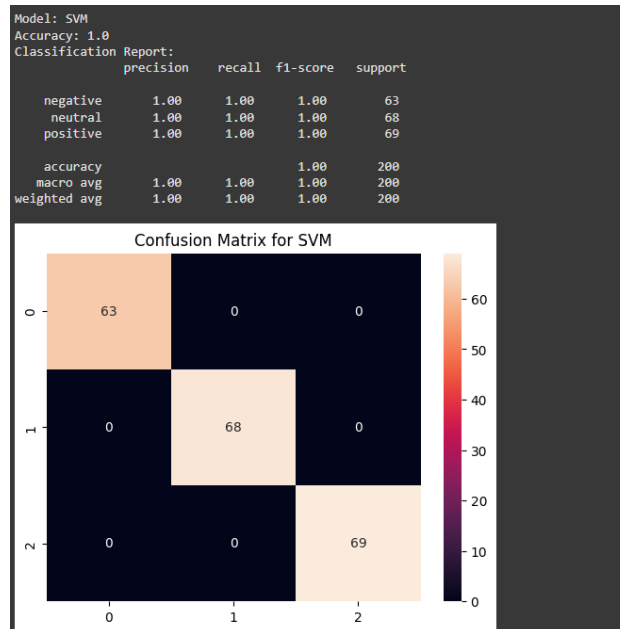 Model: SVM
Accuracy: 1.0
Classification Report:
precision recall f1-score support
negative 1.00 1.00 1.00 63
neutral 1.00 1.00 1.00 68
positive 1.00 1.00 1.00 69
accuracy 1.00 200
macro avg 1.00 1.00 1.00 200
weighted avg 1.00 1.00 1.00 200
Confusion Matrix for SVM
0 63 0 0
1 0 68 0
2 0 0 69
0 1 2
60
50
40
30
20
10
0